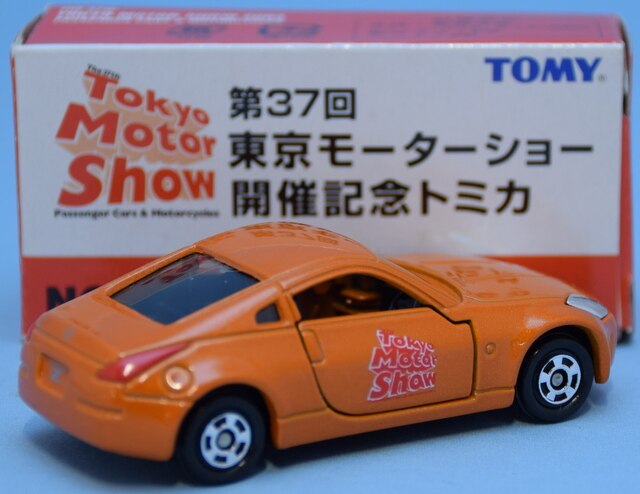 The 37th
Tokyo
Motor
Show
Passenger Cars & Motorcycles
TOMY
第37回
東京モーターショー
開催記念トミカ
Tokyo
Motor
Show